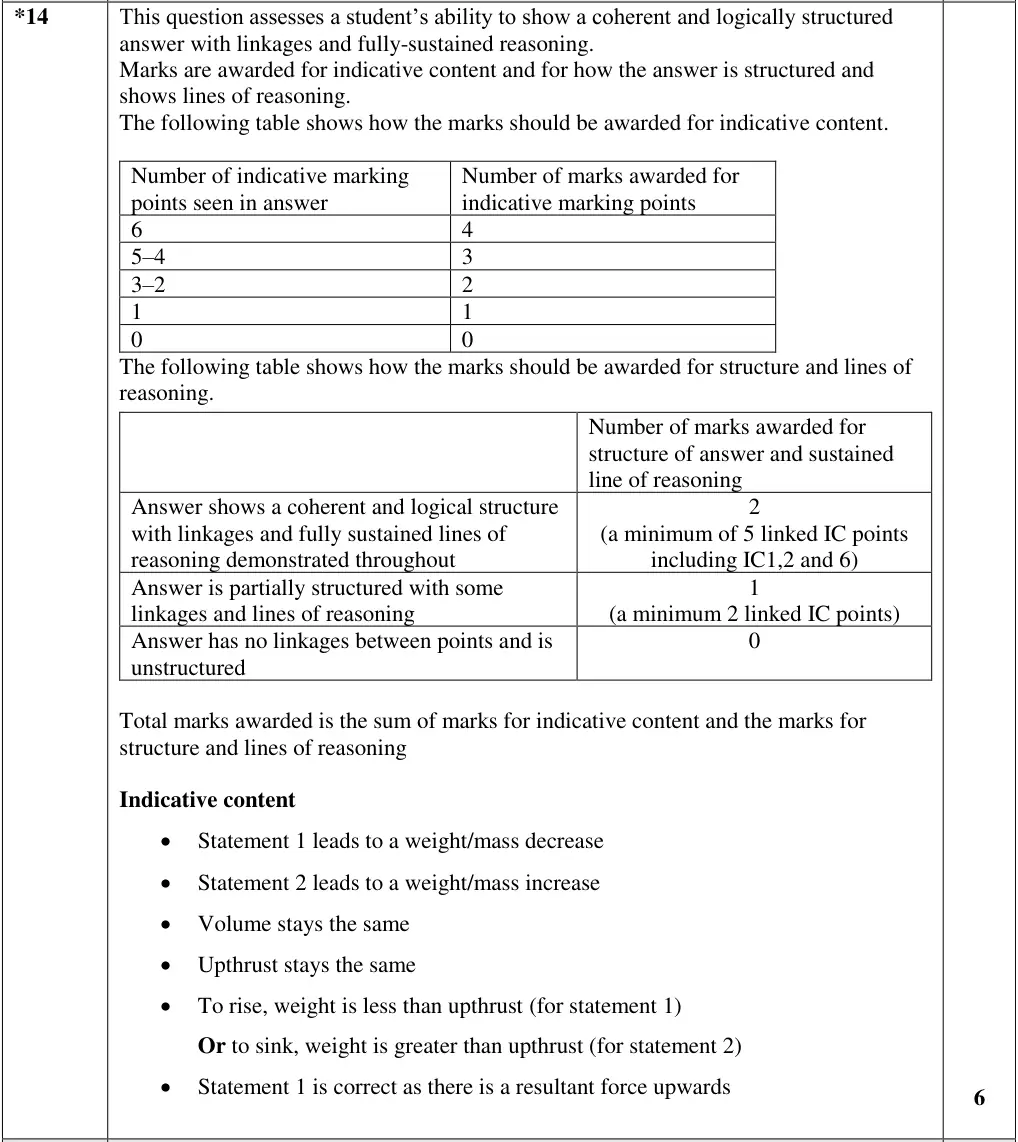 *14
This question assesses a student’s ability to show a coherent and logically structured
answer with linkages and fully-sustained reasoning.
Marks are awarded for indicative content and for how the answer is structured and
shows lines of reasoning.
The following table shows how the marks should be awarded for indicative content.
Number of indicative marking
points seen in answer
Number of marks awarded for
indicative marking points
6
4
5–4
3
3–2
2
1
1
0
0
The following table shows how the marks should be awarded for structure and lines of
reasoning.
Number of marks awarded for
structure of answer and sustained
line of reasoning
Answer shows a coherent and logical structure
with linkages and fully sustained lines of
reasoning demonstrated throughout
2
(a minimum of 5 linked IC points
including IC1,2 and 6)
Answer is partially structured with some
linkages and lines of reasoning
1
(a minimum 2 linked IC points)
Answer has no linkages between points and is
unstructured
0
Total marks awarded is the sum of marks for indicative content and the marks for
structure and lines of reasoning
Indicative content
• Statement 1 leads to a weight/mass decrease
• Statement 2 leads to a weight/mass increase
• Volume stays the same
• Upthrust stays the same
• To rise, weight is less than upthrust (for statement 1)
Or to sink, weight is greater than upthrust (for statement 2)
• Statement 1 is correct as there is a resultant force upwards
6